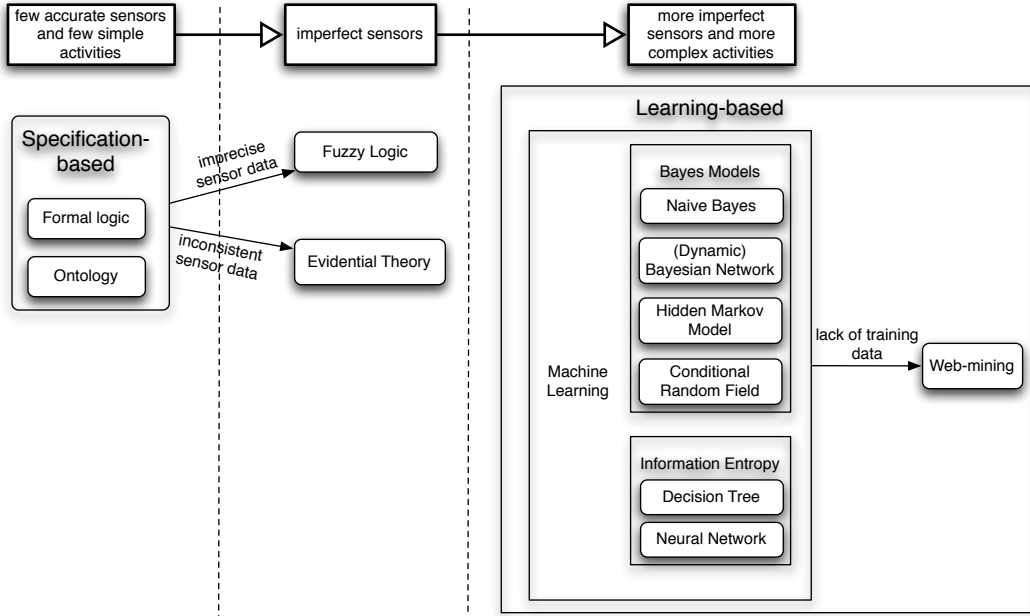 few accurate sensors
and few simple
activities
imperfect sensors
more imperfect
sensors and more
complex activities
Specification-
based
Formal logic
Ontology
imprecise
sensor data
inconsistent
sensor data
Fuzzy Logic
Evidential Theory
Learning-based
Machine
Learning
Bayes Models
Naive Bayes
(Dynamic)
Bayesian Network
Hidden Markov
Model
Conditional
Random Field
Information Entropy
Decision Tree
Neural Network
lack of training
data
Web-mining